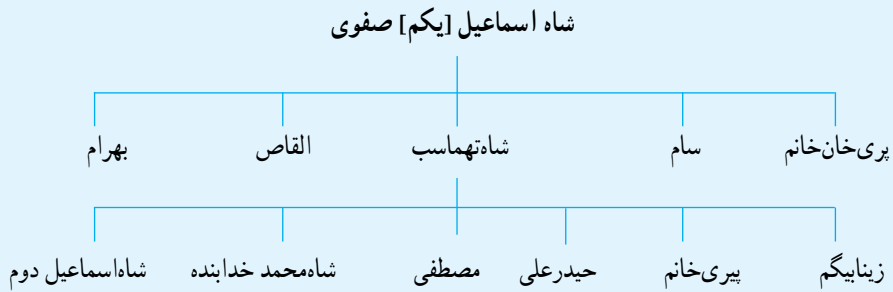 شاه اسماعیل [یکم] صفوی
پری‌خان‌خانم سام شاه‌تهماسب القاص بهرام
زینابیگم پیری‌خانم حیدرعلی مصطفی شاه‌محمد خدابنده شاه‌اسماعیل دوم